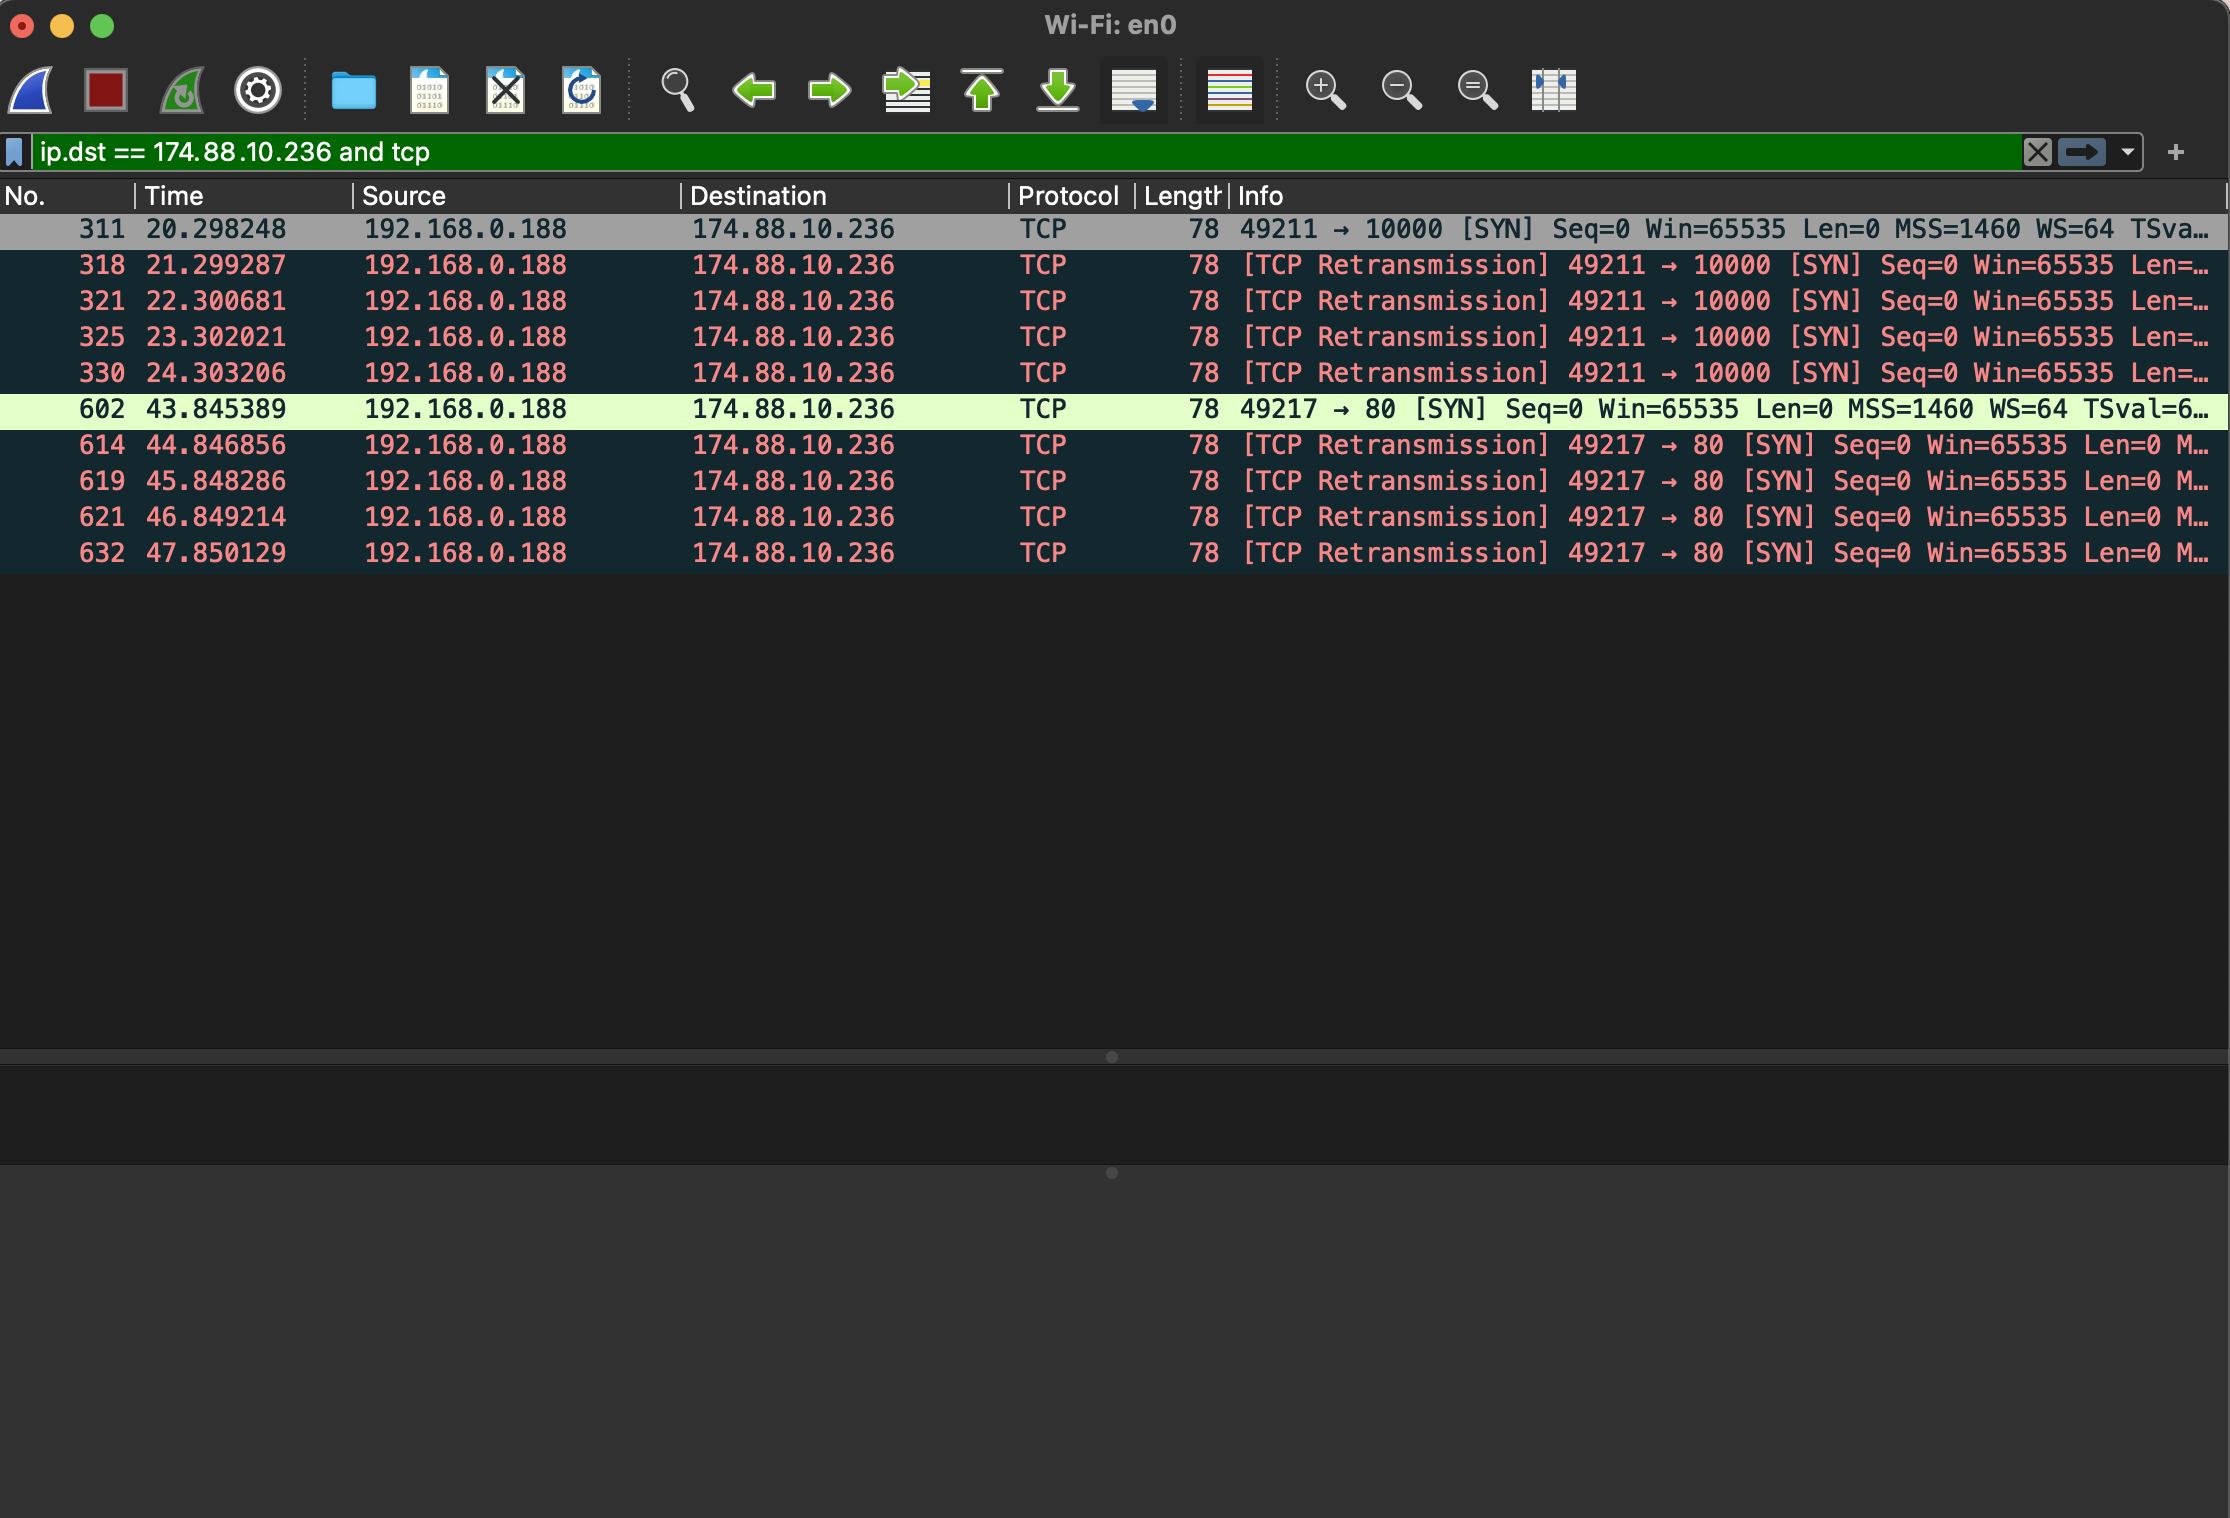 Wi-Fi: en0
ip.dst == 174.88.10.236 and tcp
No. Time Source Destination Protocol Length Info
311 20.298248 192.168.0.188 174.88.10.236 TCP 78 49211 → 10000 [SYN] Seq=0 Win=65535 Len=0 MSS=1460 WS=64 TSva…
318 21.299287 192.168.0.188 174.88.10.236 TCP 78 [TCP Retransmission] 49211 → 10000 [SYN] Seq=0 Win=65535 Len=…
321 22.300681 192.168.0.188 174.88.10.236 TCP 78 [TCP Retransmission] 49211 → 10000 [SYN] Seq=0 Win=65535 Len=…
325 23.302021 192.168.0.188 174.88.10.236 TCP 78 [TCP Retransmission] 49211 → 10000 [SYN] Seq=0 Win=65535 Len=…
330 24.303206 192.168.0.188 174.88.10.236 TCP 78 [TCP Retransmission] 49211 → 10000 [SYN] Seq=0 Win=65535 Len=…
602 43.845389 192.168.0.188 174.88.10.236 TCP 78 49217 → 80 [SYN] Seq=0 Win=65535 Len=0 MSS=1460 WS=64 TSval=6…
614 44.846856 192.168.0.188 174.88.10.236 TCP 78 [TCP Retransmission] 49217 → 80 [SYN] Seq=0 Win=65535 Len=0 M…
619 45.848286 192.168.0.188 174.88.10.236 TCP 78 [TCP Retransmission] 49217 → 80 [SYN] Seq=0 Win=65535 Len=0 M…
621 46.849214 192.168.0.188 174.88.10.236 TCP 78 [TCP Retransmission] 49217 → 80 [SYN] Seq=0 Win=65535 Len=0 M…
632 47.850129 192.168.0.188 174.88.10.236 TCP 78 [TCP Retransmission] 49217 → 80 [SYN] Seq=0 Win=65535 Len=0 M…